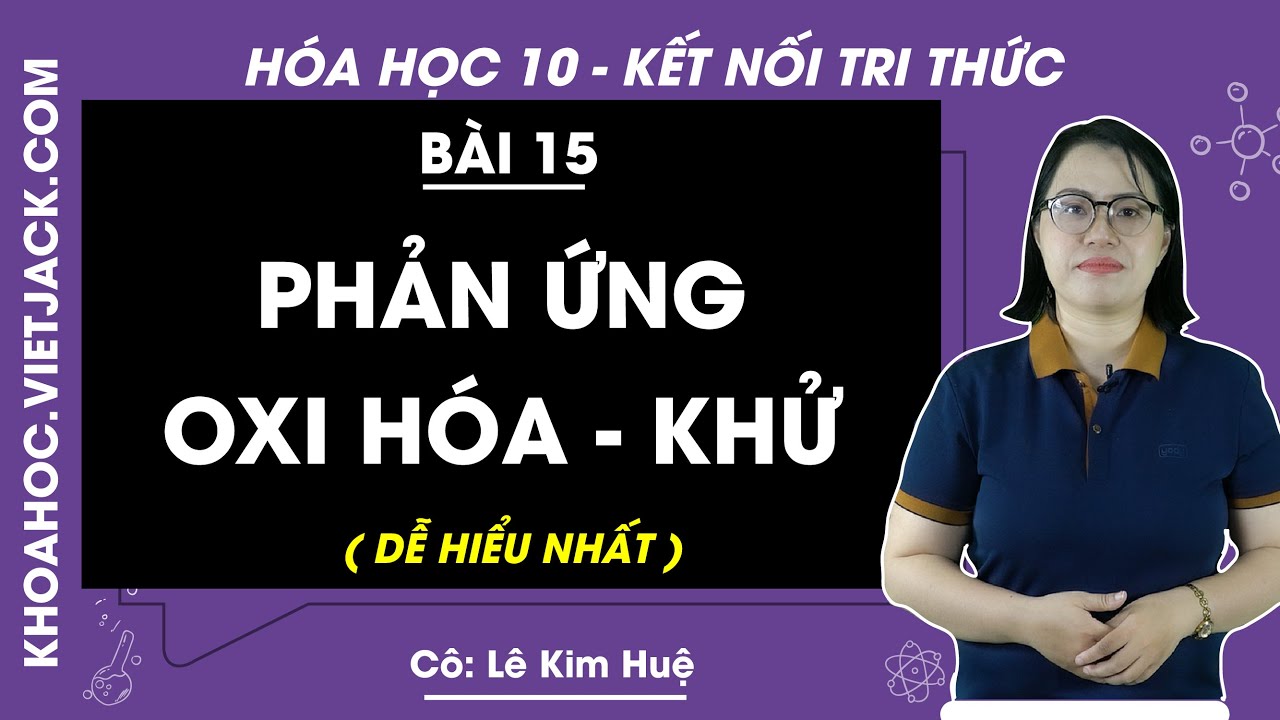 HÓA HỌC 10 - KẾT NỐI TRI THỨC
BÀI 15
PHẢN ỨNG
OXI HÓA - KHỬ
( DỄ HIỂU NHẤT )
Cô: Lê Kim Huệ
KHOAHOC.VIETJACK.COM